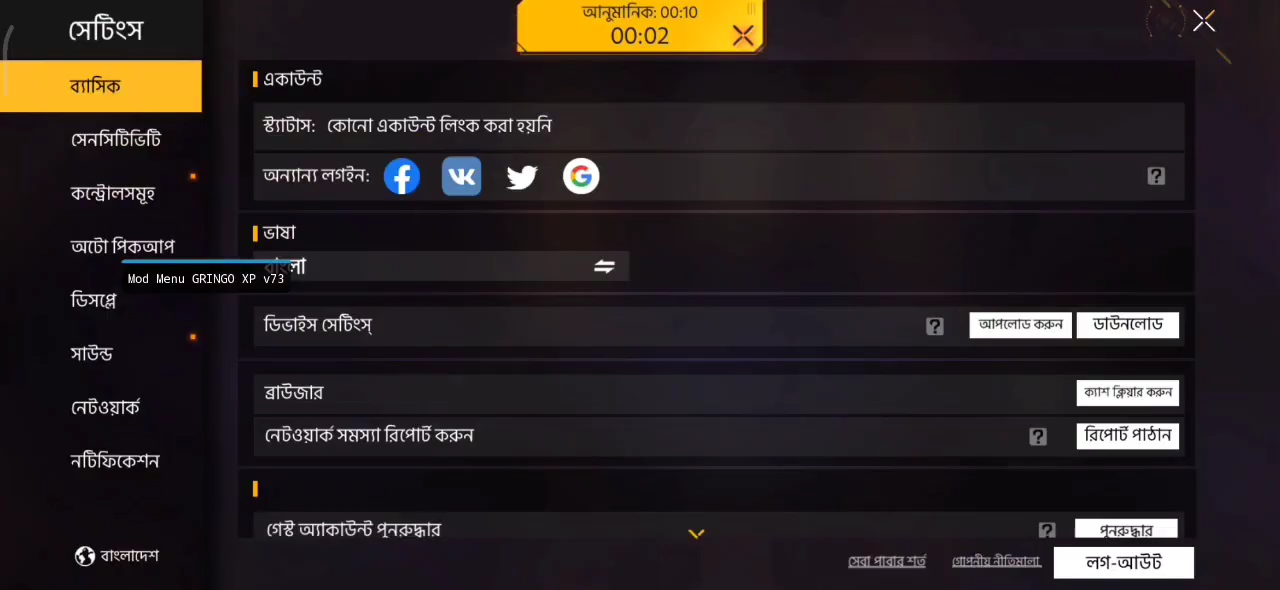 সেটিংস
আনুমানিক: 00:10
00:02
ব্যাসিক
সেনসিটিভিটি
কন্ট্রোলসমূহ
অটো পিকআপ
ডিসপ্লে
সাউন্ড
নেটওয়ার্ক
নটিফিকেশন
বাংলাদেশ
Mod Menu GRINGO XP v73
একাউন্ট
স্ট্যাটাস: কোনো একাউন্ট লিংক করা হয়নি
অন্যান্য লগইন:
?
ভাষা
বাংলা
ডিভাইস সেটিংস্
?
আপলোড করুন
ডাউনলোড
ব্রাউজার
ক্যাশ ক্লিয়ার করুন
নেটওয়ার্ক সমস্যা রিপোর্ট করুন
?
রিপোর্ট পাঠান
গেস্ট অ্যাকাউন্ট পুনরুদ্ধার
?
পুনরুদ্ধার
সেবা পাবার শর্ত
গোপনীয় নীতিমালা
লগ-আউট